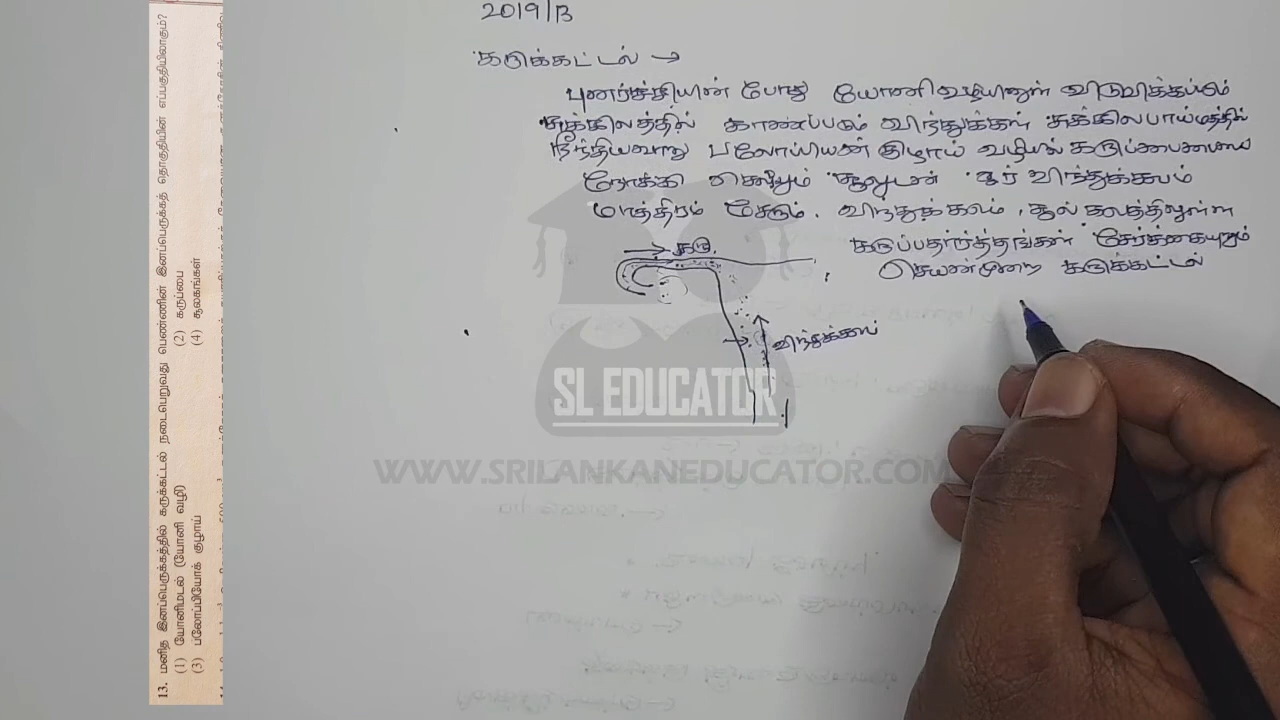 2019/B
கருக்கட்டல் →
புணர்ச்சியின் போது யோனிவழியினுள் விடுவிக்கப்படும்
சுக்கிலத்தில் காணப்படும் விந்துக்கள் சுக்கிலபாய்மத்தில்
நீந்தியவாறு பலோப்பியன் குழாய் வழியில் கருப்பையை
நோக்கி செல்லும் சூலுடன் ஓர் விந்துக்கலம்
மாத்திரம் சேரும். விந்துக்கலம், சூல் கலத்திலுள்ள
கருப்பதார்த்தங்கள் சேர்க்கையுறும்
செயன்முறை கருக்கட்டல்
→ கரு.
→ விந்துக்கலம்
SL EDUCATOR
WWW.SRILANKANEDUCATOR.COM
13. மனித இனப்பெருக்கத்தில் கருக்கட்டல் நடைபெறுவது பெண்ணின் இனப்பெருக்கத் தொகுதியின் எப்பகுதியிலாகும்?
(1) யோனிமடல் (யோனி வழி) (2) கருப்பை
(3) பலோப்பியோக் குழாய் (4) சூலகங்கள்